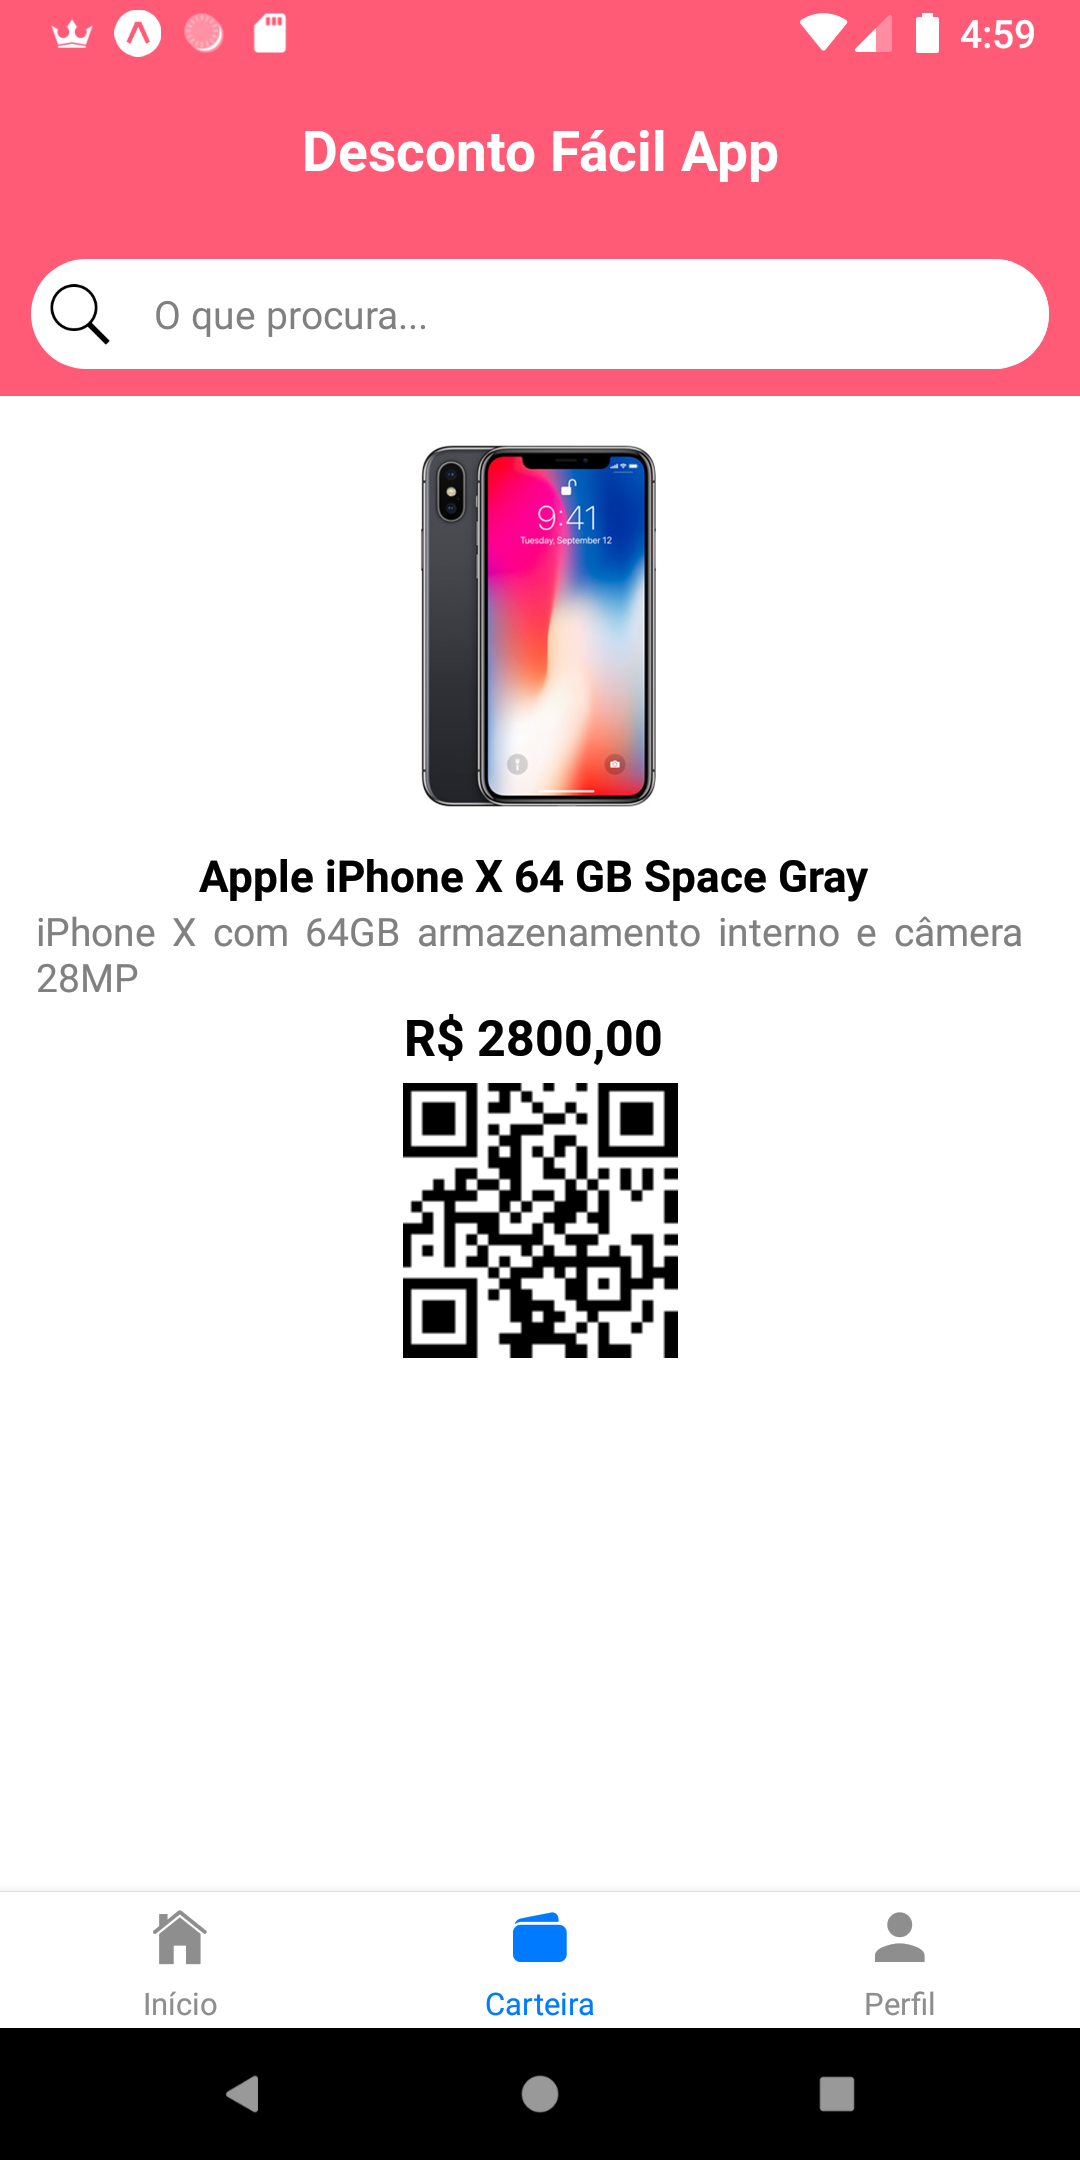 4:59
Desconto Fácil App
O que procura...
9:41
Tuesday, September 12
Apple iPhone X 64 GB Space Gray
iPhone X com 64GB armazenamento interno e câmera
28MP
R$ 2800,00
Início
Carteira
Perfil